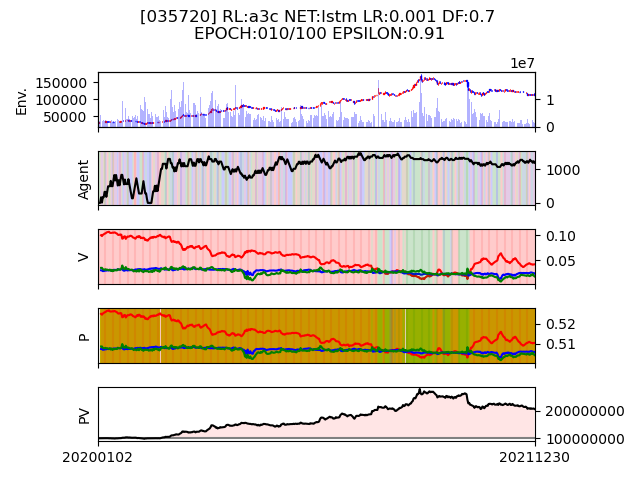 [035720] RL:a3c NET:lstm LR:0.001 DF:0.7
EPOCH:010/100 EPSILON:0.91
1e7
Env.
150000
100000
50000
1
0
Agent
1000
0
V
0.10
0.05
P
0.52
0.51
PV
200000000
100000000
20200102
20211230